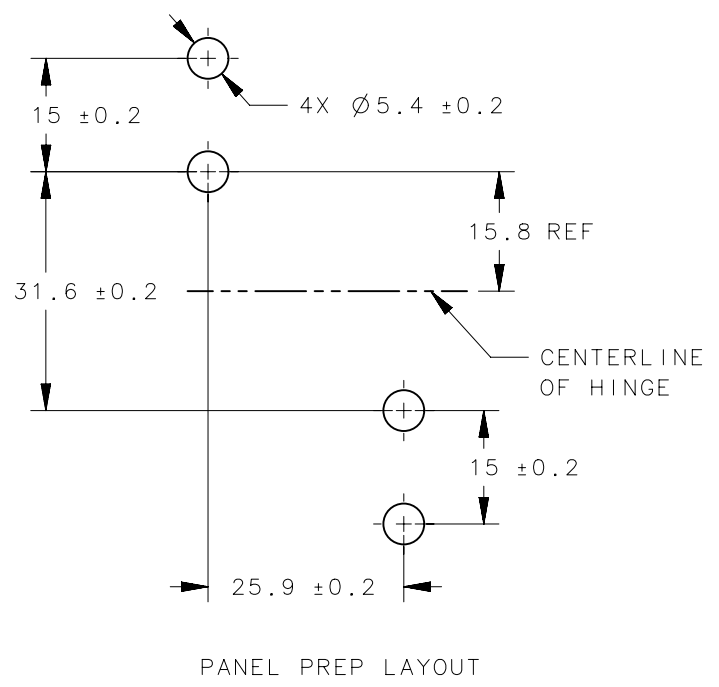 4X Ø5.4 ±0.2
15 ±0.2
15.8 REF
31.6 ±0.2
CENTERLINE
OF HINGE
15 ±0.2
25.9 ±0.2
PANEL PREP LAYOUT